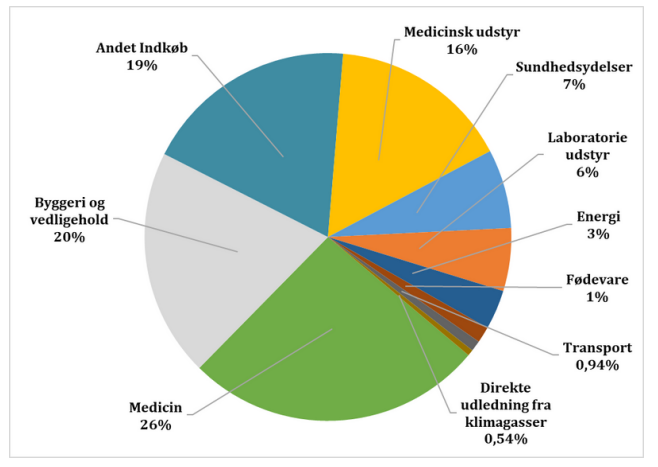 Medicinsk udstyr
16%
Sundhedsydelser
7%
Laboratorie
udstyr
6%
Energi
3%
Fødevare
1%
Transport
0,94%
Direkte
udledning fra
klimagasser
0,54%
Medicin
26%
Byggeri og
vedligehold
20%
Andet Indkøb
19%